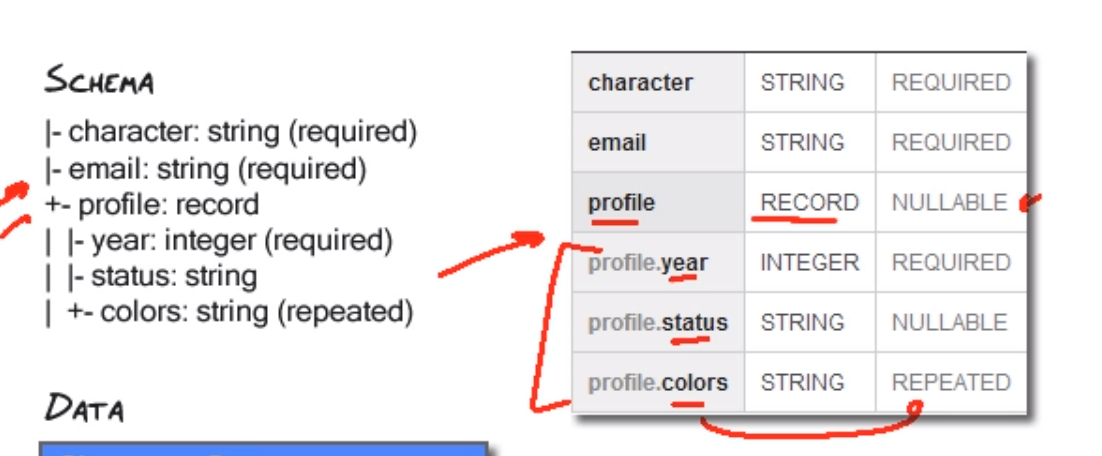 SCHEMA
|- character: string (required)
|- email: string (required)
+- profile: record
| |- year: integer (required)
| |- status: string
| +- colors: string (repeated)
DATA
character STRING REQUIRED
email STRING REQUIRED
profile RECORD NULLABLE
profile.year INTEGER REQUIRED
profile.status STRING NULLABLE
profile.colors STRING REPEATED